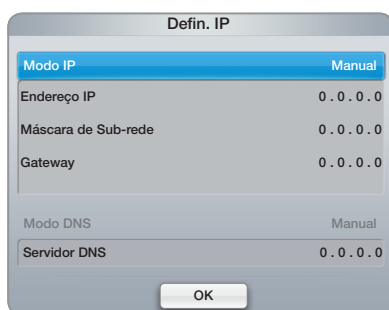 Defin. IP
Modo IP Manual
Endereço IP 0 . 0 . 0 . 0
Máscara de Sub-rede 0 . 0 . 0 . 0
Gateway 0 . 0 . 0 . 0
Modo DNS Manual
Servidor DNS 0 . 0 . 0 . 0
OK